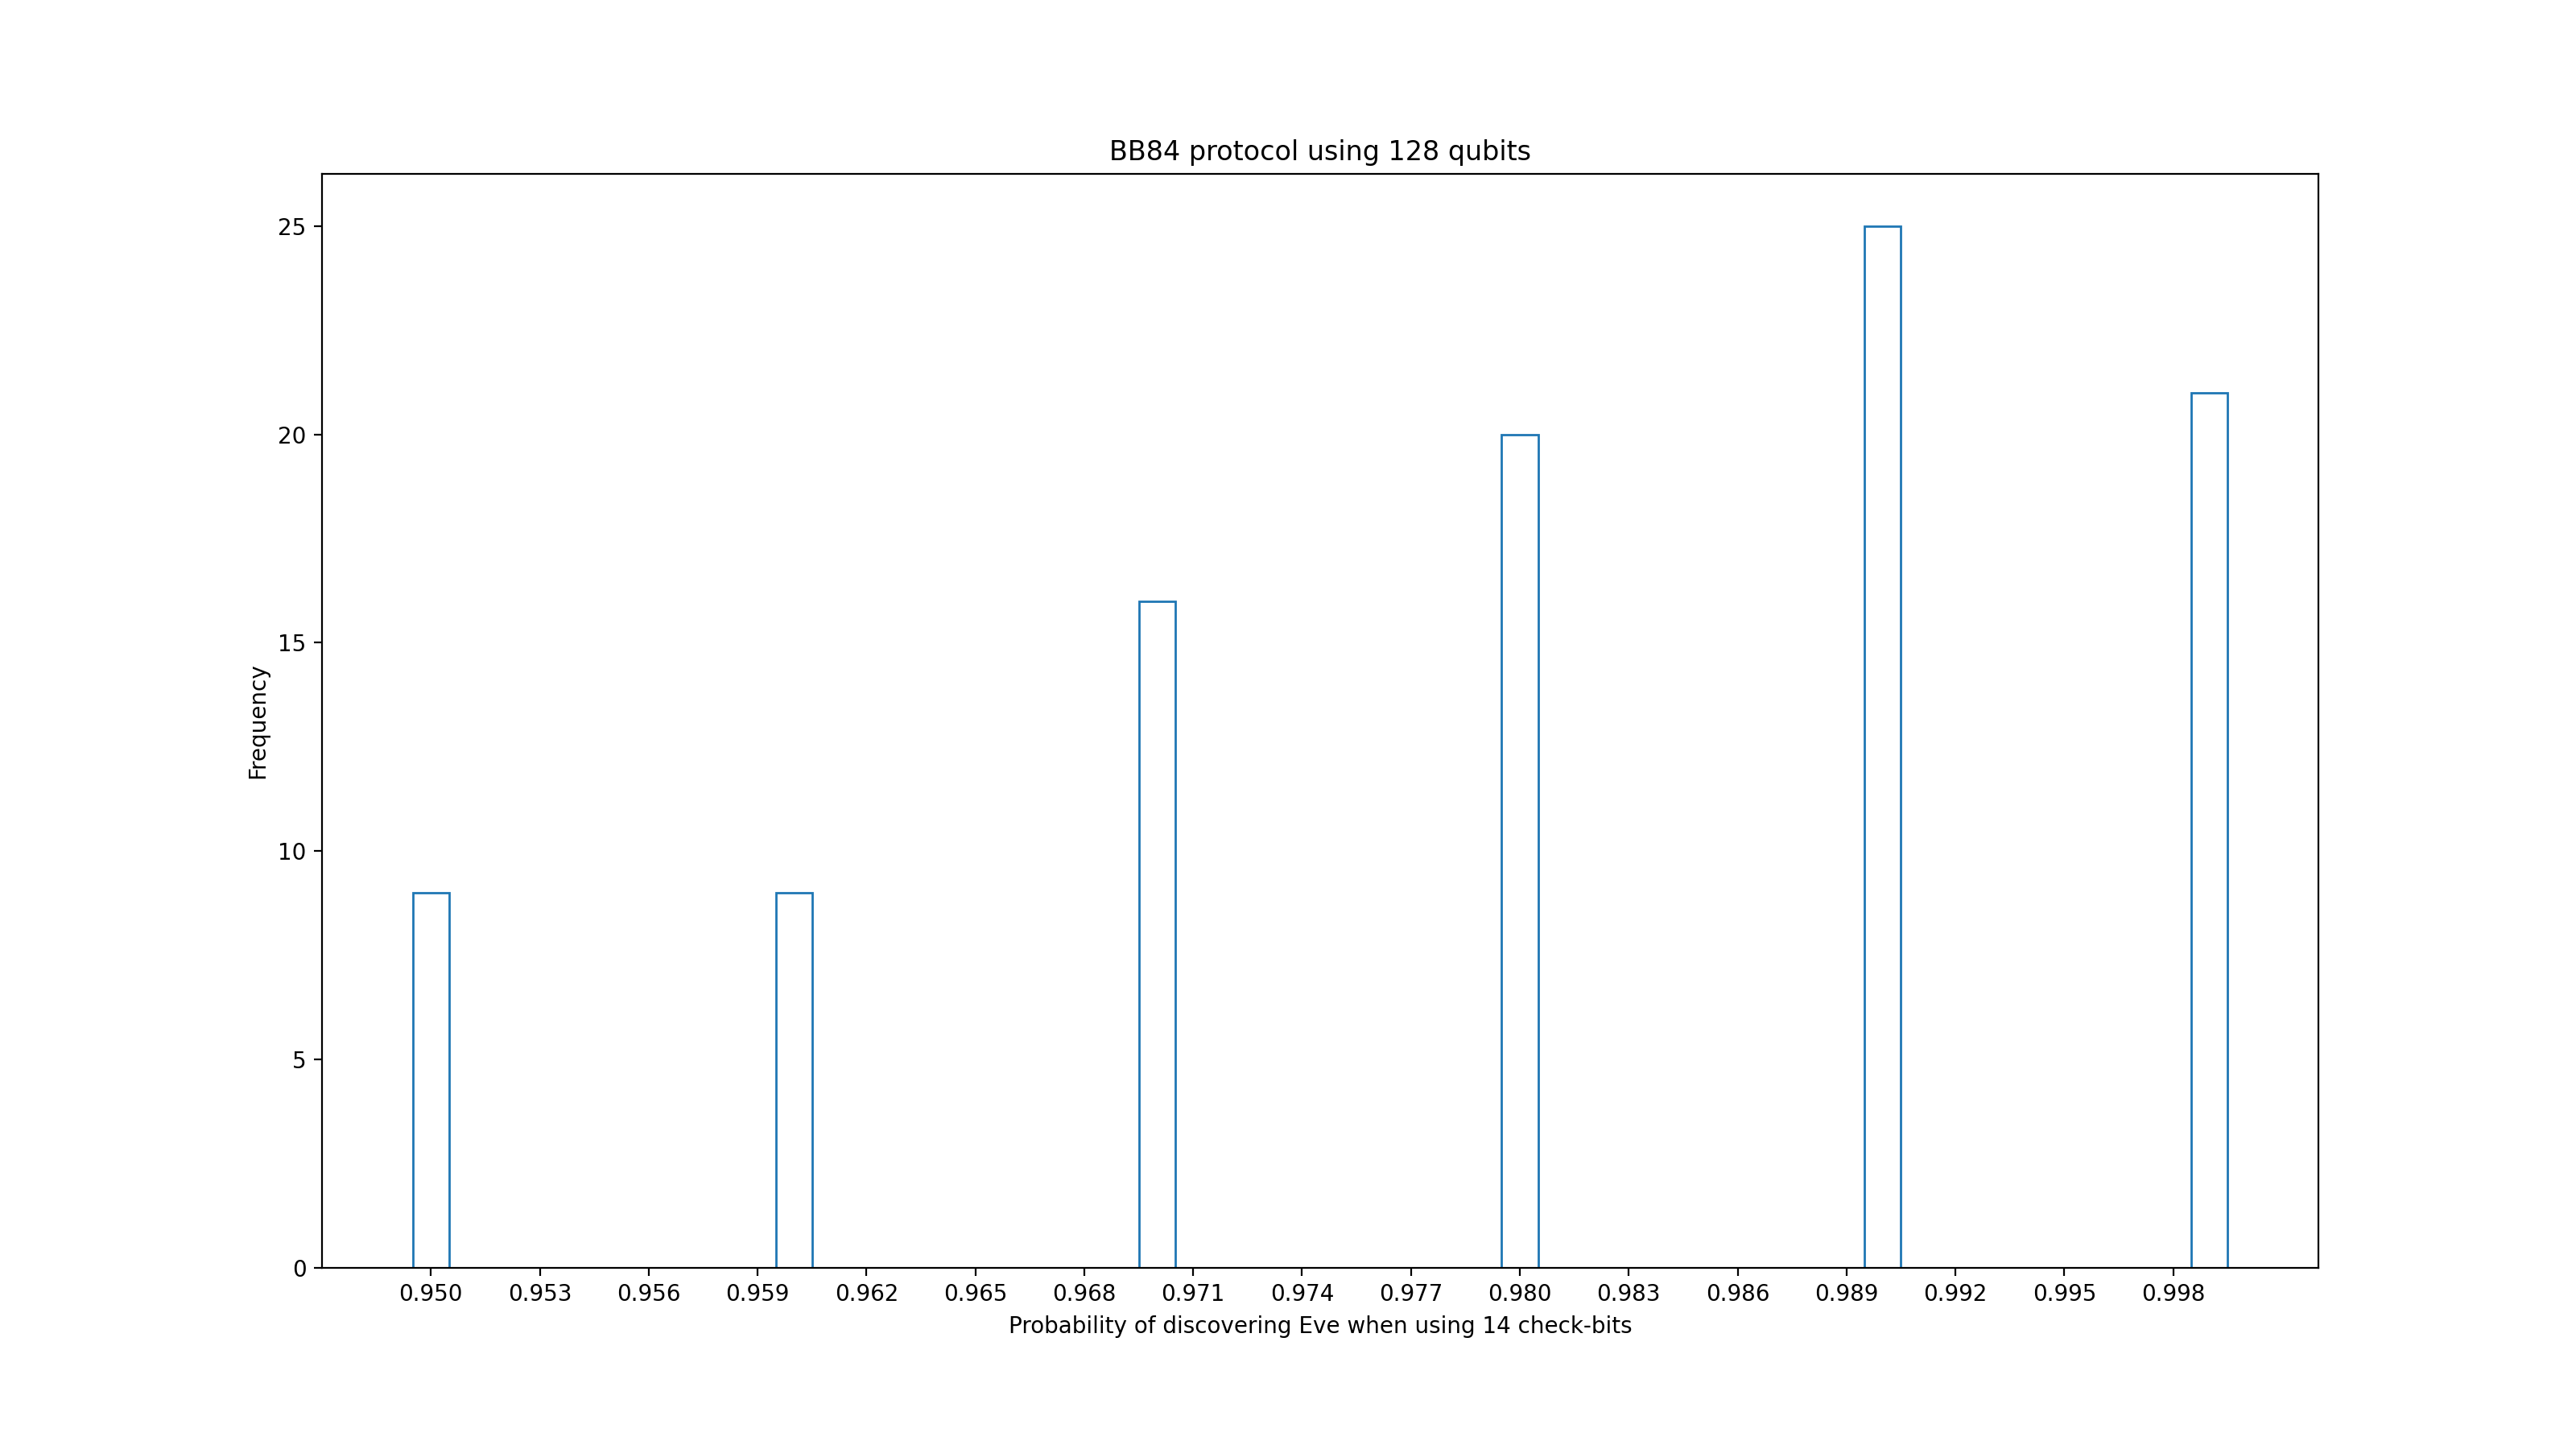 BB84 protocol using 128 qubits
25
20
15
10
5
0
Frequency
0.950 0.953 0.956 0.959 0.962 0.965 0.968 0.971 0.974 0.977 0.980 0.983 0.986 0.989 0.992 0.995 0.998
Probability of discovering Eve when using 14 check-bits